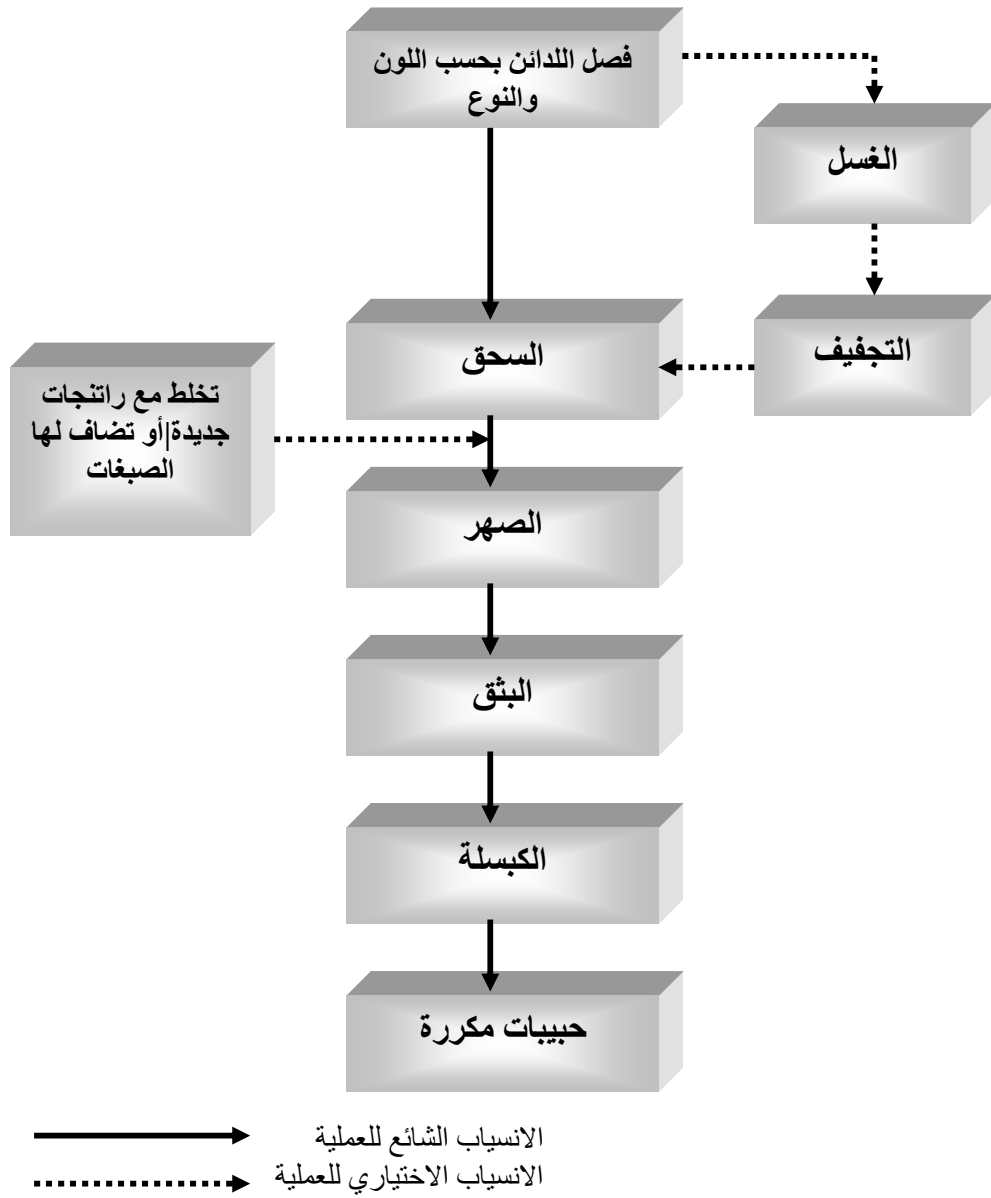 فصل اللدائن بحسب اللون
والنوع
الغسل
التجفيف
السحق
تخلط مع راتنجات
جديدة|أو تضاف لها
الصبغات
الصهر
البثق
الكبسلة
حبيبات مكررة
الانسياب الشائع للعملية
الانسياب الاختياري للعملية